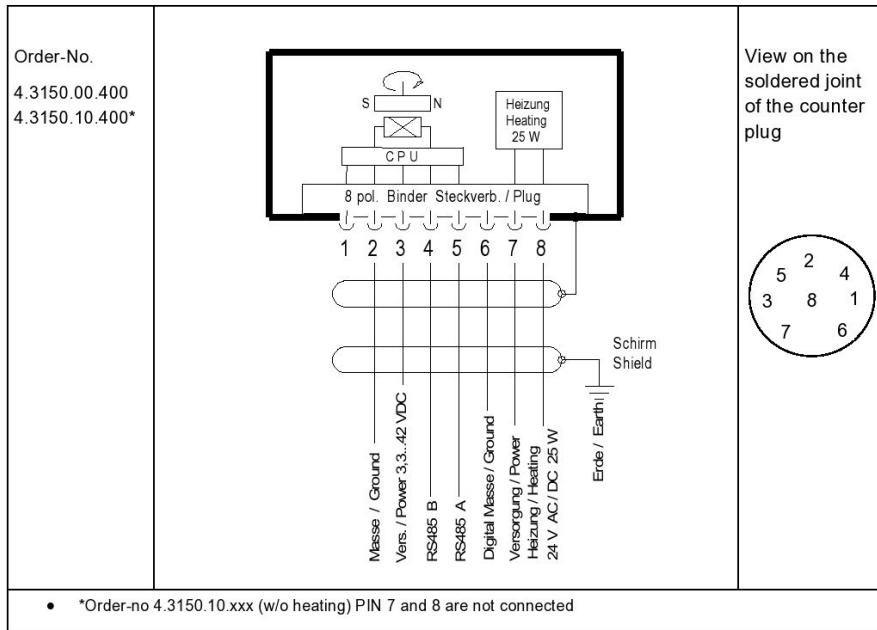 Order-No.
4.3150.00.400
4.3150.10.400*
S N
Heizung
Heating
25 W
CPU
8 pol. Binder Steckverb. / Plug
1 2 3 4 5 6 7 8
Schirm
Shield
Masse / Ground
Vers. / Power 3,3...42 VDC
RS485 B
RS485 A
Digital Masse / Ground
Versorgung / Power
Heizung / Heating
24 V AC / DC 25 W
Erde / Earth
View on the
soldered joint
of the counter
plug
2
5 4
3 8 1
7 6
• *Order-no 4.3150.10.xxx (w/o heating) PIN 7 and 8 are not connected